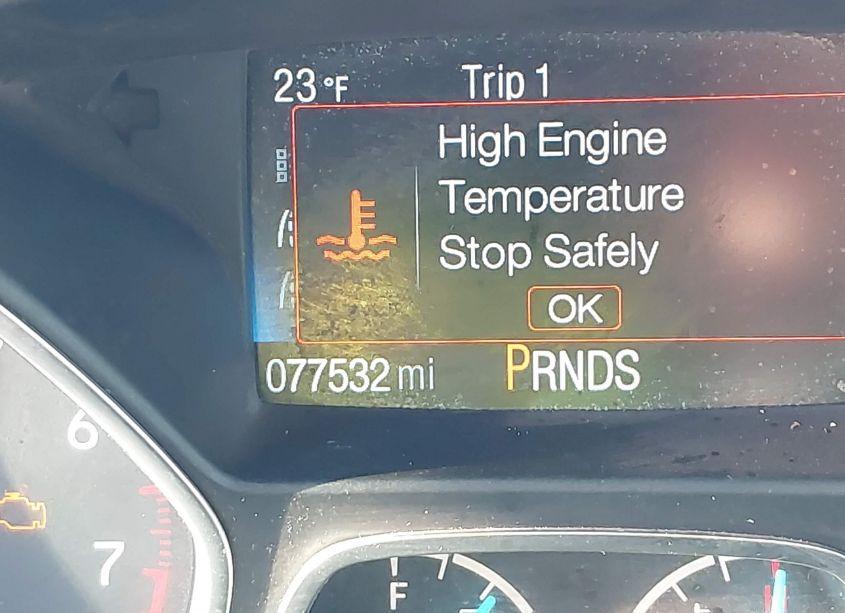 23 °F Trip 1
High Engine
Temperature
Stop Safely
OK
077532 mi PRNDS
6
7
F